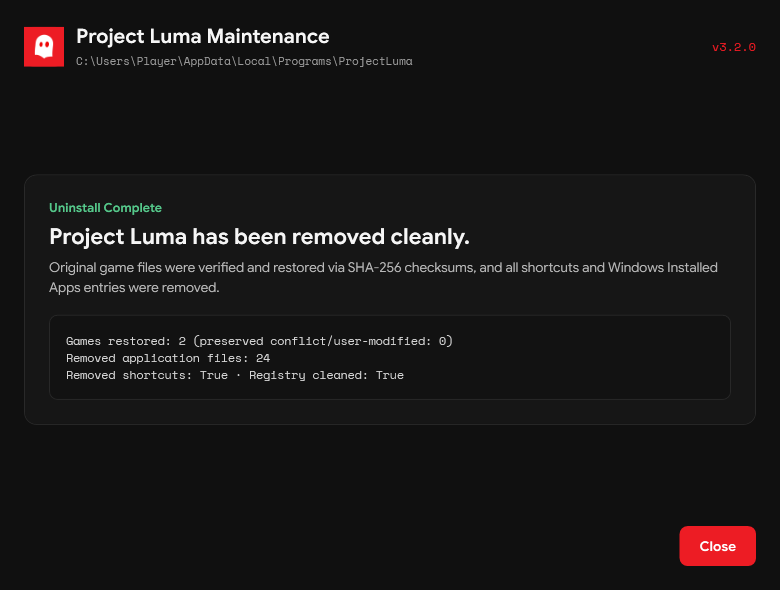 Project Luma Maintenance
C:\Users\Player\AppData\Local\Programs\ProjectLuma
v3.2.0
Uninstall Complete
Project Luma has been removed cleanly.
Original game files were verified and restored via SHA-256 checksums, and all shortcuts and Windows Installed
Apps entries were removed.
Games restored: 2 (preserved conflict/user-modified: 0)
Removed application files: 24
Removed shortcuts: True · Registry cleaned: True
Close